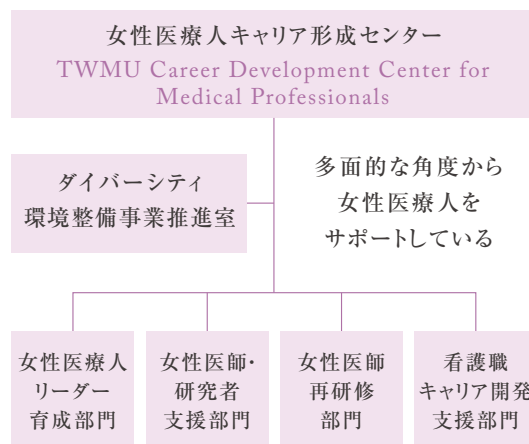 女性医療人キャリア形成センター
TWMU Career Development Center for
Medical Professionals
ダイバーシティ
環境整備事業推進室
多面的な角度から
女性医療人を
サポートしている
女性医療人
リーダー
育成部門
女性医師・
研究者
支援部門
女性医師
再研修
部門
看護職
キャリア開発
支援部門